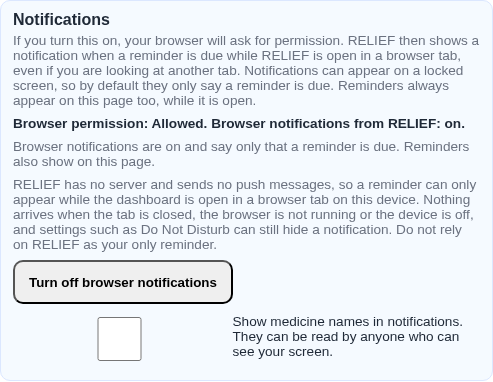 Notifications
If you turn this on, your browser will ask for permission. RELIEF then shows a
notification when a reminder is due while RELIEF is open in a browser tab,
even if you are looking at another tab. Notifications can appear on a locked
screen, so by default they only say a reminder is due. Reminders always
appear on this page too, while it is open.
Browser permission: Allowed. Browser notifications from RELIEF: on.
Browser notifications are on and say only that a reminder is due. Reminders
also show on this page.
RELIEF has no server and sends no push messages, so a reminder can only
appear while the dashboard is open in a browser tab on this device. Nothing
arrives when the tab is closed, the browser is not running or the device is off,
and settings such as Do Not Disturb can still hide a notification. Do not rely
on RELIEF as your only reminder.
Turn off browser notifications
Show medicine names in notifications.
They can be read by anyone who can
see your screen.